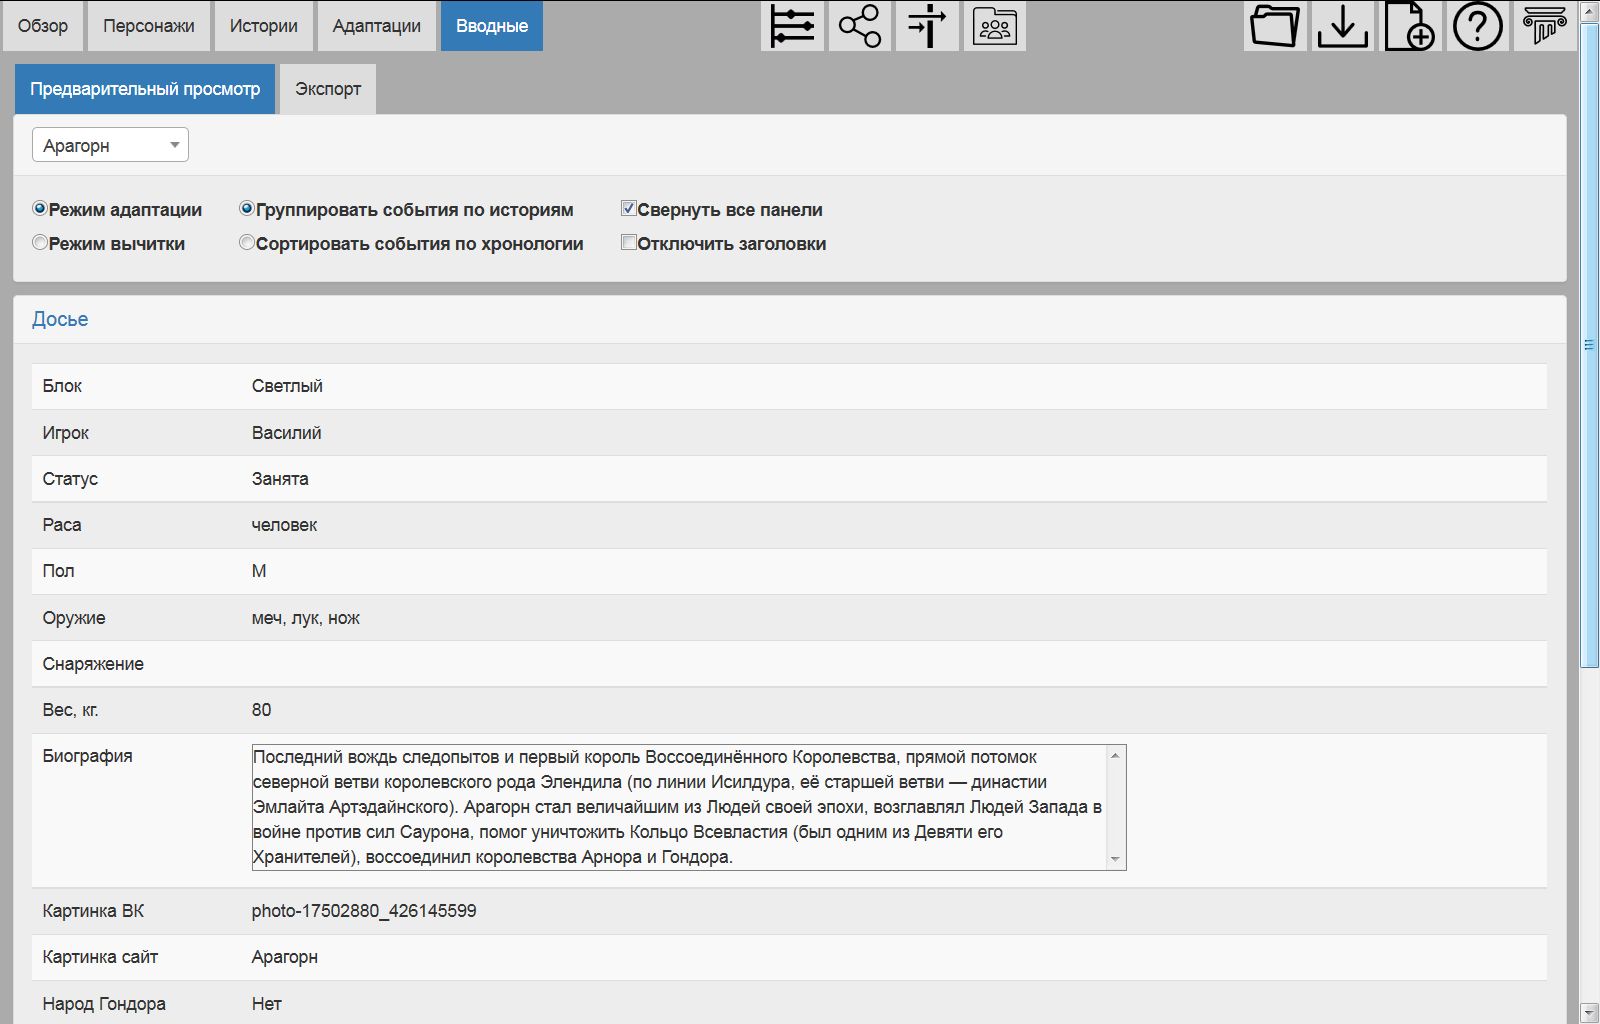 Обзор Персонажи Истории Адаптации Вводные
Предварительный просмотр Экспорт
Арагорн
Режим адаптации Группировать события по историям Свернуть все панели
Режим вычитки Сортировать события по хронологии Отключить заголовки
Досье
Блок Светлый
Игрок Василий
Статус Занята
Раса человек
Пол М
Оружие меч, лук, нож
Снаряжение
Вес, кг. 80
Биография Последний вождь следопытов и первый король Воссоединённого Королевства, прямой потомок
северной ветви королевского рода Элендила (по линии Исилдура, её старшей ветви — династии
Эмлайта Артэдайнского). Арагорн стал величайшим из Людей своей эпохи, возглавлял Людей Запада в
войне против сил Саурона, помог уничтожить Кольцо Всевластия (был одним из Девяти его
Хранителей), воссоединил королевства Арнора и Гондора.
Картинка ВК photo-17502880_426145599
Картинка сайт Арагорн
Народ Гондора Нет